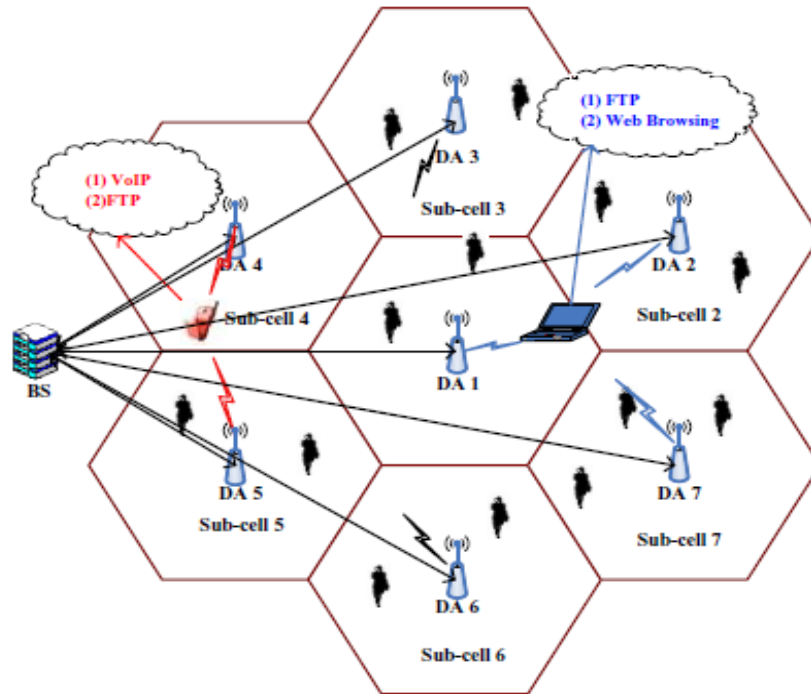 (1) FTP
(2) Web Browsing
DA 3
(1) VoIP
(2)FTP
Sub-cell 3
DA 4
DA 2
Sub-cell 4
Sub-cell 2
DA 1
BS
DA 5
DA 7
Sub-cell 5
Sub-cell 7
DA 6
Sub-cell 6